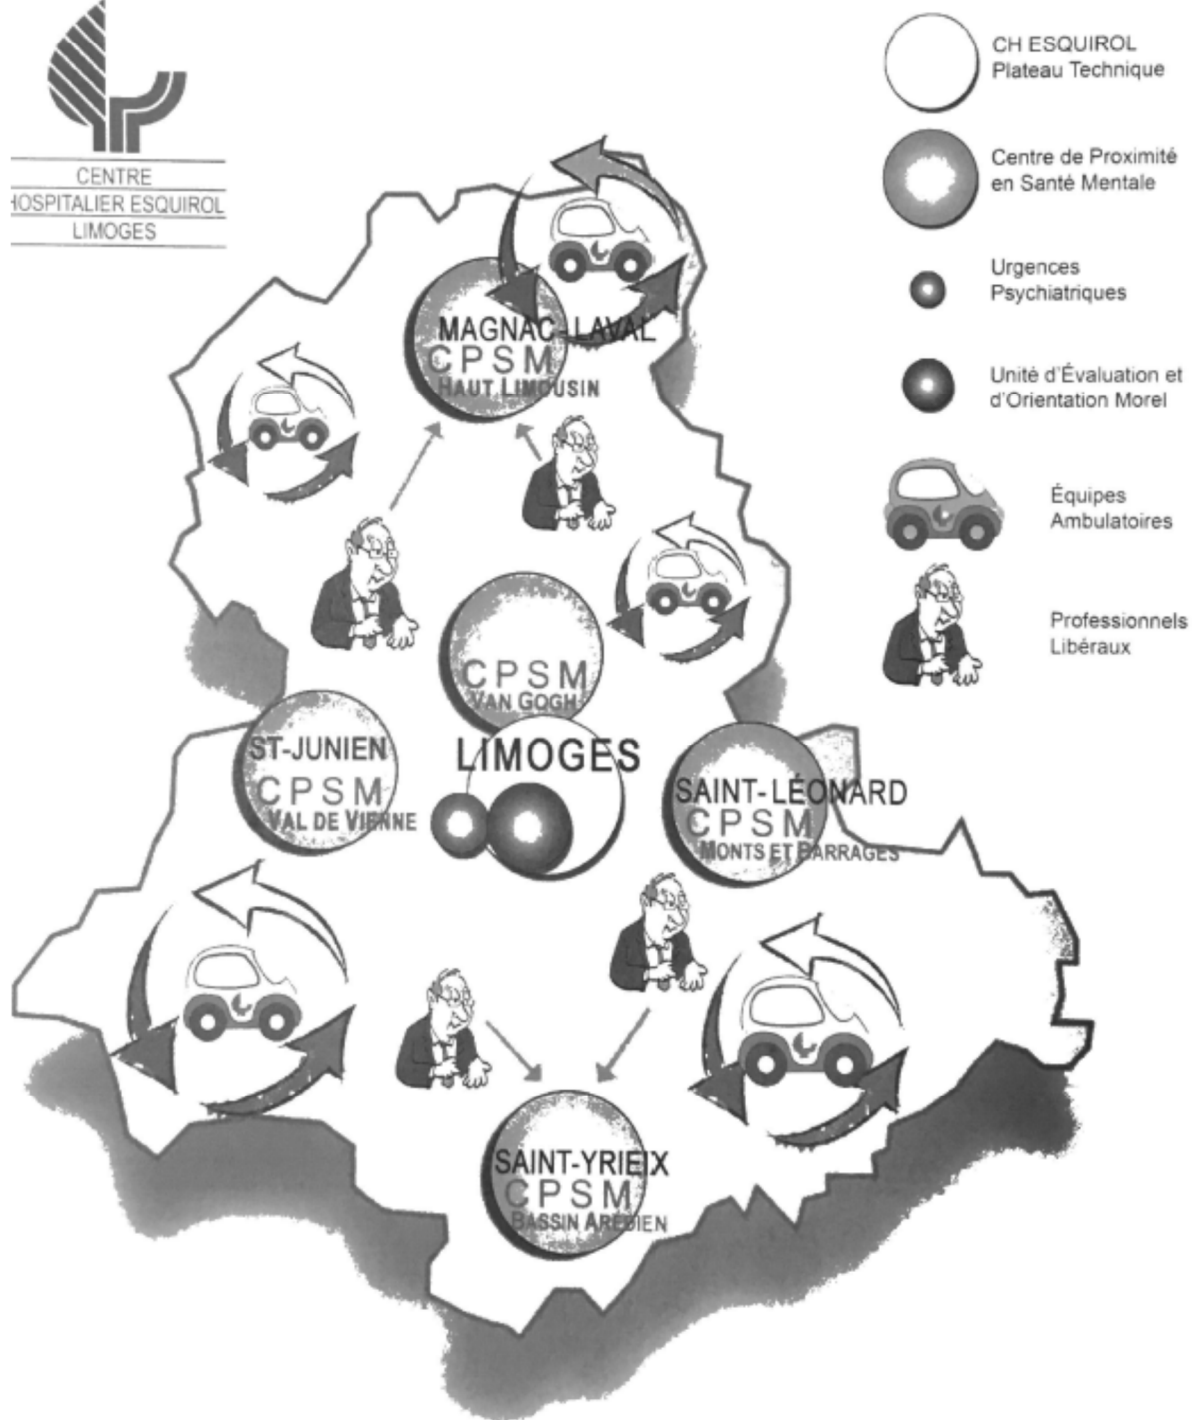 CENTRE
HOSPITALIER ESQUIROL
LIMOGES
CH ESQUIROL
Plateau Technique
Centre de Proximité
en Santé Mentale
Urgences
Psychiatriques
Unité d'Évaluation et
d'Orientation Morel
Équipes
Ambulatoires
Professionnels
Libéraux
MAGNAC-LAVAL
CPSM
HAUT LIMOUSIN
CPSM
VAN GOGH
ST-JUNIEN
CPSM
VAL DE VIENNE
LIMOGES
SAINT-LÉONARD
CPSM
MONTS ET BARRAGES
SAINT-YRIEIX
CPSM
BASSIN ARÉDIEN